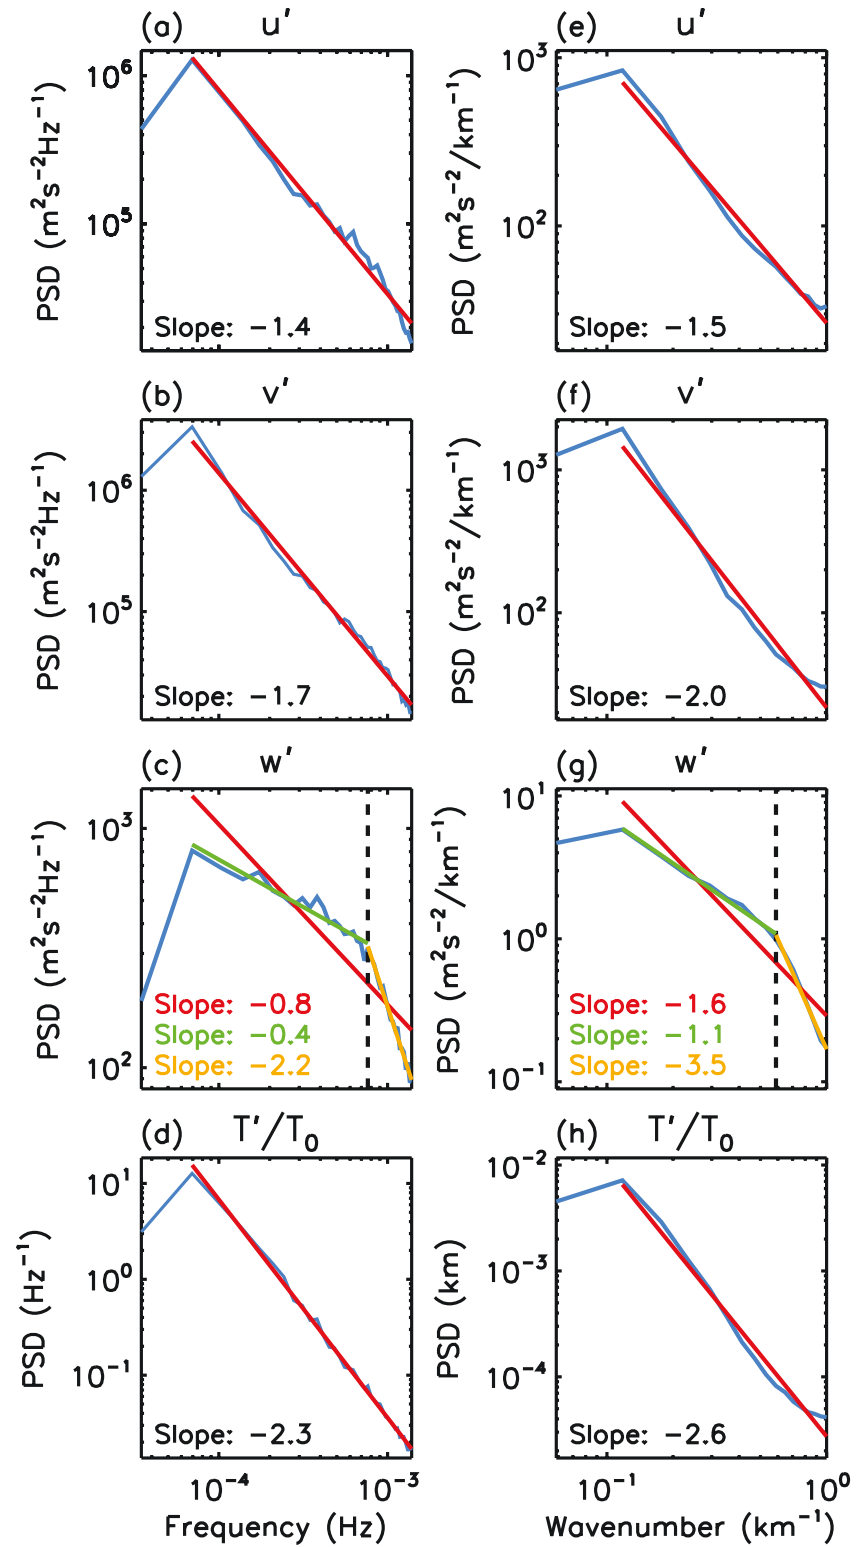 (a) u′
10⁶
10⁵
PSD (m²s⁻²Hz⁻¹)
Slope: −1.4
(e) u′
10³
10²
PSD (m²s⁻²/km⁻¹)
Slope: −1.5
(b) v′
10⁶
10⁵
PSD (m²s⁻²Hz⁻¹)
Slope: −1.7
(f) v′
10³
10²
PSD (m²s⁻²/km⁻¹)
Slope: −2.0
(c) w′
10³
10²
PSD (m²s⁻²Hz⁻¹)
Slope: −0.8
Slope: −0.4
Slope: −2.2
(g) w′
10¹
10⁰
10⁻¹
PSD (m²s⁻²/km⁻¹)
Slope: −1.6
Slope: −1.1
Slope: −3.5
(d) T′/T₀
10¹
10⁰
10⁻¹
PSD (Hz⁻¹)
Slope: −2.3
10⁻⁴ 10⁻³
Frequency (Hz)
(h) T′/T₀
10⁻²
10⁻³
10⁻⁴
PSD (km)
Slope: −2.6
10⁻¹ 10⁰
Wavenumber (km⁻¹)